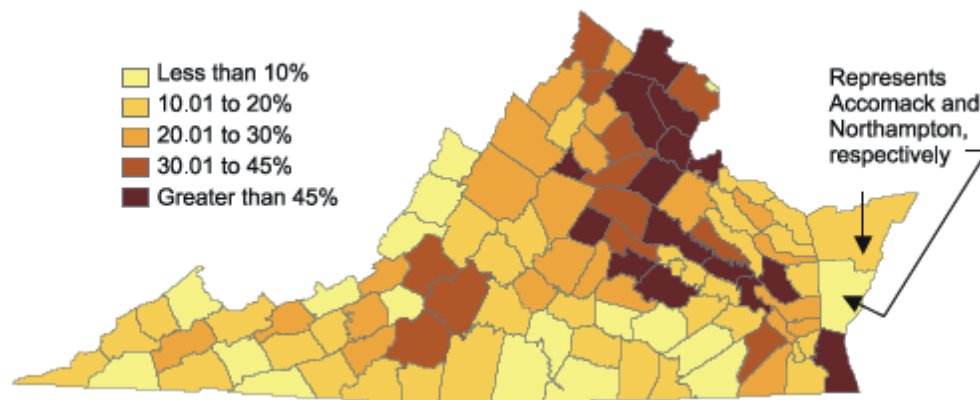 Less than 10%
10.01 to 20%
20.01 to 30%
30.01 to 45%
Greater than 45%
Represents
Accomack and
Northampton,
respectively